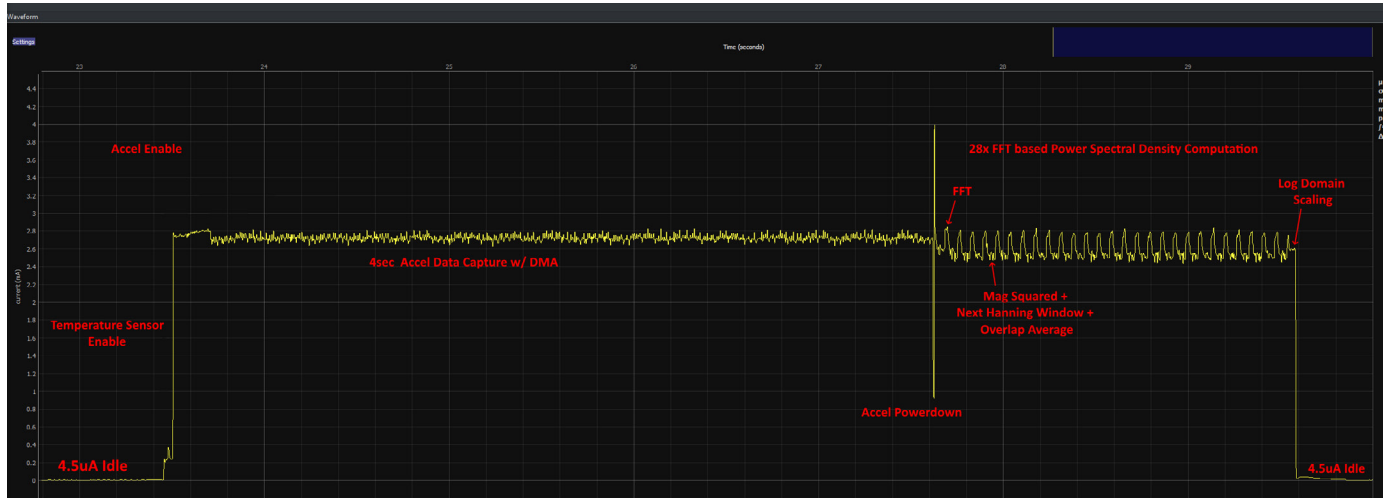 Waveform
Settings
Time (seconds)
23 24 25 26 27 28 29
4.4
4.2
4
3.8
3.6
3.4
3.2
3
2.8
2.6
2.4
2.2
2
1.8
1.6
1.4
1.2
1
0.8
0.6
0.4
0.2
0
current (mA)
Accel Enable
28x FFT based Power Spectral Density Computation
FFT
Log Domain
Scaling
4sec Accel Data Capture w/ DMA
Mag Squared +
Next Hanning Window +
Overlap Average
Temperature Sensor
Enable
Accel Powerdown
4.5uA Idle
4.5uA Idle